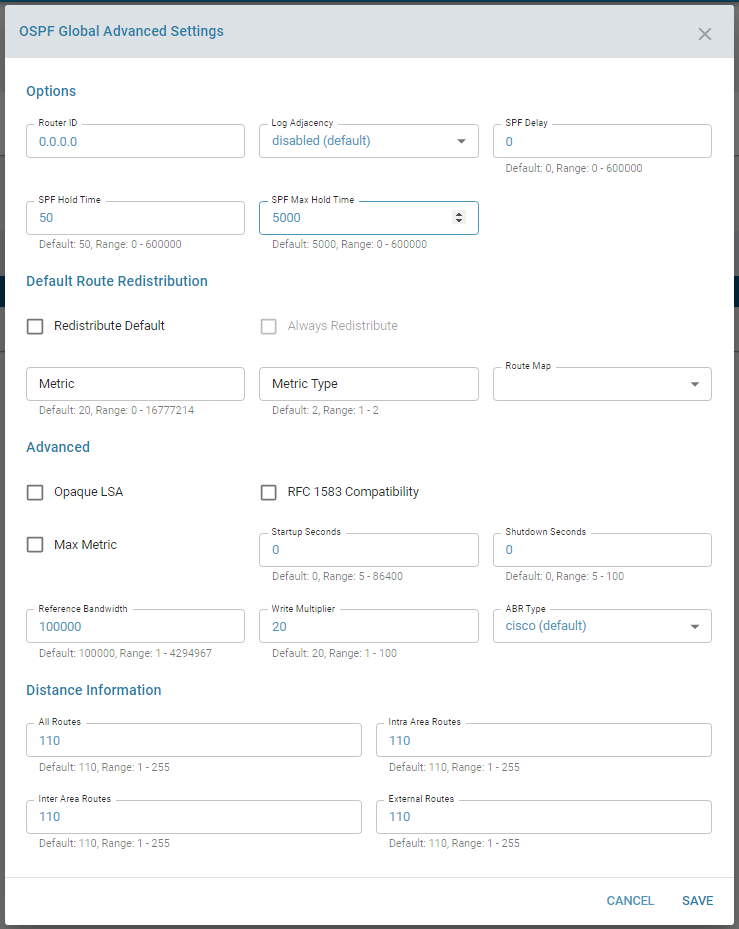 OSPF Global Advanced Settings
Options
Router ID
0.0.0.0
Log Adjacency
disabled (default)
SPF Delay
0
Default: 0, Range: 0 - 600000
SPF Hold Time
50
Default: 50, Range: 0 - 600000
SPF Max Hold Time
5000
Default: 5000, Range: 0 - 600000
Default Route Redistribution
Redistribute Default
Always Redistribute
Metric
Default: 20, Range: 0 - 16777214
Metric Type
Default: 2, Range: 1 - 2
Route Map
Advanced
Opaque LSA
RFC 1583 Compatibility
Max Metric
Startup Seconds
0
Default: 0, Range: 5 - 86400
Shutdown Seconds
0
Default: 0, Range: 5 - 100
Reference Bandwidth
100000
Default: 100000, Range: 1 - 4294967
Write Multiplier
20
Default: 20, Range: 1 - 100
ABR Type
cisco (default)
Distance Information
All Routes
110
Default: 110, Range: 1 - 255
Intra Area Routes
110
Default: 110, Range: 1 - 255
Inter Area Routes
110
Default: 110, Range: 1 - 255
External Routes
110
Default: 110, Range: 1 - 255
CANCEL
SAVE